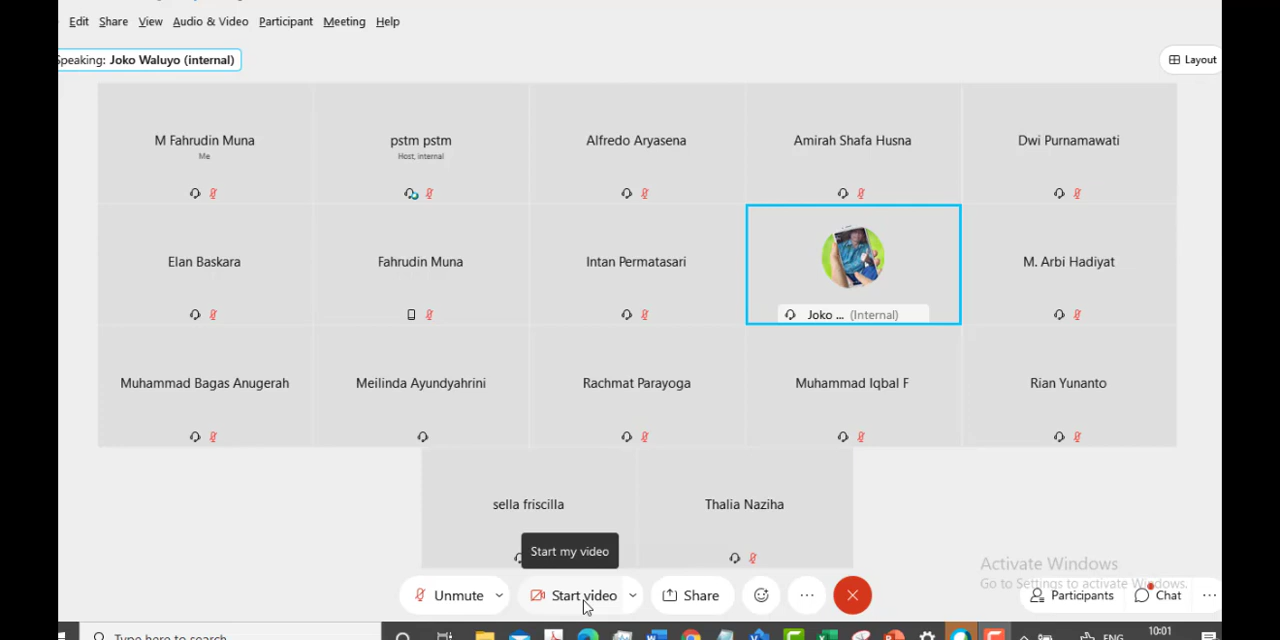 Edit Share View Audio & Video Participant Meeting Help
Speaking: Joko Waluyo (internal)
Layout
M Fahrudin Muna
Me
pstm pstm
Host, internal
Alfredo Aryasena
Amirah Shafa Husna
Dwi Purnamawati
Elan Baskara
Fahrudin Muna
Intan Permatasari
Joko ... (Internal)
M. Arbi Hadiyat
Muhammad Bagas Anugerah
Meilinda Ayundyahrini
Rachmat Parayoga
Muhammad Iqbal F
Rian Yunanto
sella friscilla
Thalia Naziha
Start my video
Activate Windows
Go to Settings to activate Windows.
Unmute
Start video
Share
Participants
Chat
Type here to search
ENG
10:01